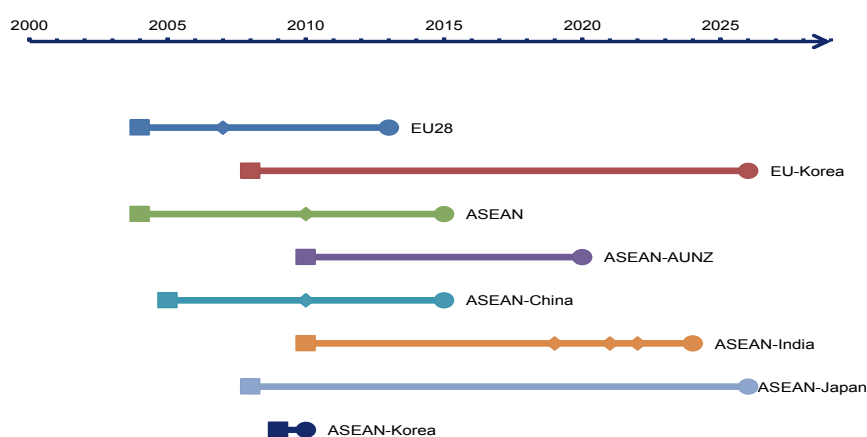 2000 2005 2010 2015 2020 2025
EU28
EU-Korea
ASEAN
ASEAN-AUNZ
ASEAN-China
ASEAN-India
ASEAN-Japan
ASEAN-Korea